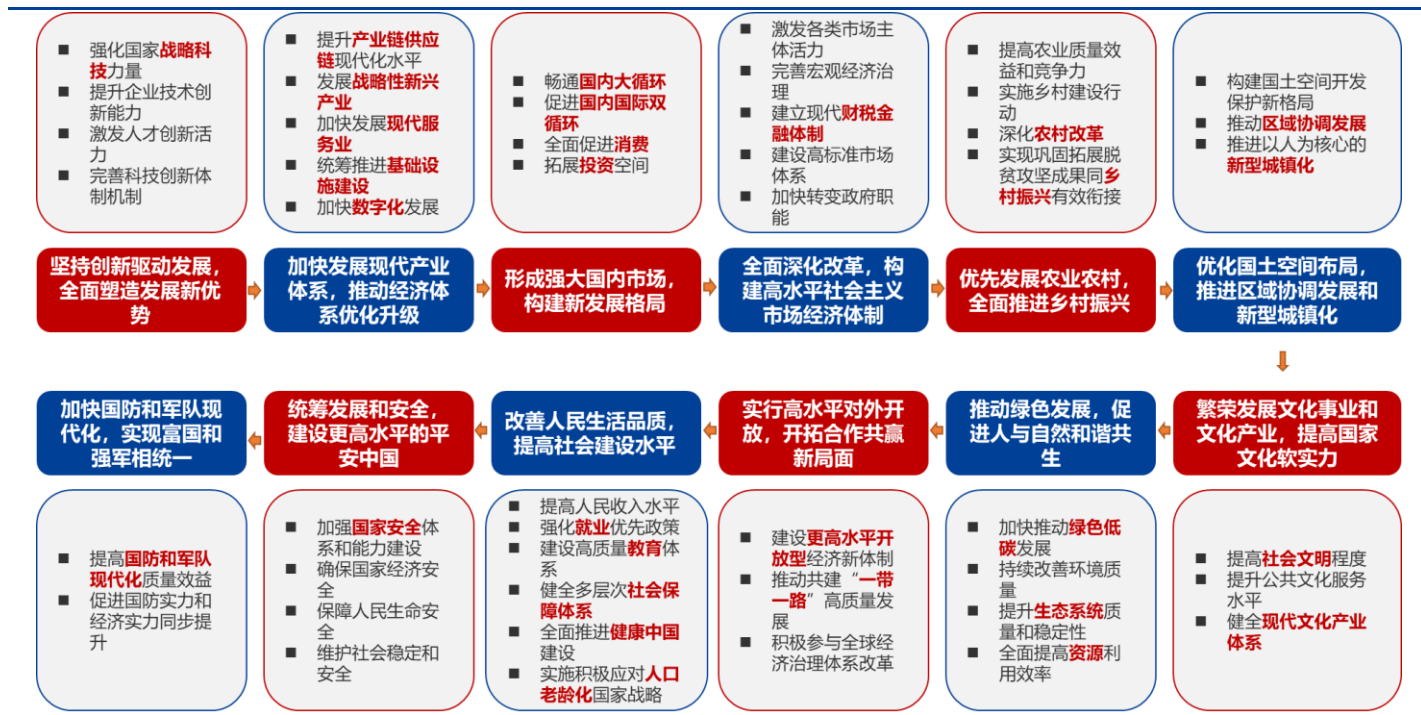 ■ 强化国家战略科
技力量
■ 提升企业技术创
新能力
■ 激发人才创新活
力
■ 完善科技创新体
制机制
■ 提升产业链供应
链现代化水平
■ 发展战略性新兴
产业
■ 加快发展现代服
务业
■ 统筹推进基础设
施建设
■ 加快数字化发展
■ 畅通国内大循环
■ 促进国内国际双
循环
■ 全面促进消费
■ 拓展投资空间
■ 激发各类市场主
体活力
■ 完善宏观经济治
理
■ 建立现代财税金
融体制
■ 建设高标准市场
体系
■ 加快转变政府职
能
■ 提高农业质量效
益和竞争力
■ 实施乡村建设行
动
■ 深化农村改革
■ 实现巩固拓展脱
贫攻坚成果同乡
村振兴有效衔接
■ 构建国土空间开发
保护新格局
■ 推动区域协调发展
■ 推进以人为核心的
新型城镇化
坚持创新驱动发展，
全面塑造发展新优
势
加快发展现代产业
体系，推动经济体
系优化升级
形成强大国内市场，
构建新发展格局
全面深化改革，构
建高水平社会主义
市场经济体制
优先发展农业农村，
全面推进乡村振兴
优化国土空间布局，
推进区域协调发展和
新型城镇化
加快国防和军队现
代化，实现富国和
强军相统一
统筹发展和安全，
建设更高水平的平
安中国
改善人民生活品质，
提高社会建设水平
实行高水平对外开
放，开拓合作共赢
新局面
推动绿色发展，促
进人与自然和谐共
生
繁荣发展文化事业和
文化产业，提高国家
文化软实力
■ 提高国防和军队
现代化质量效益
■ 促进国防实力和
经济实力同步提
升
■ 加强国家安全体
系和能力建设
■ 确保国家经济安
全
■ 保障人民生命安
全
■ 维护社会稳定和
安全
■ 提高人民收入水平
■ 强化就业优先政策
■ 建设高质量教育体
系
■ 健全多层次社会保
障体系
■ 全面推进健康中国
建设
■ 实施积极应对人口
老龄化国家战略
■ 建设更高水平开
放型经济新体制
■ 推动共建“一带
一路”高质量发
展
■ 积极参与全球经
济治理体系改革
■ 加快推动绿色低
碳发展
■ 持续改善环境质
量
■ 提升生态系统质
量和稳定性
■ 全面提高资源利
用效率
■ 提高社会文明程度
■ 提升公共文化服务
水平
■ 健全现代文化产业
体系